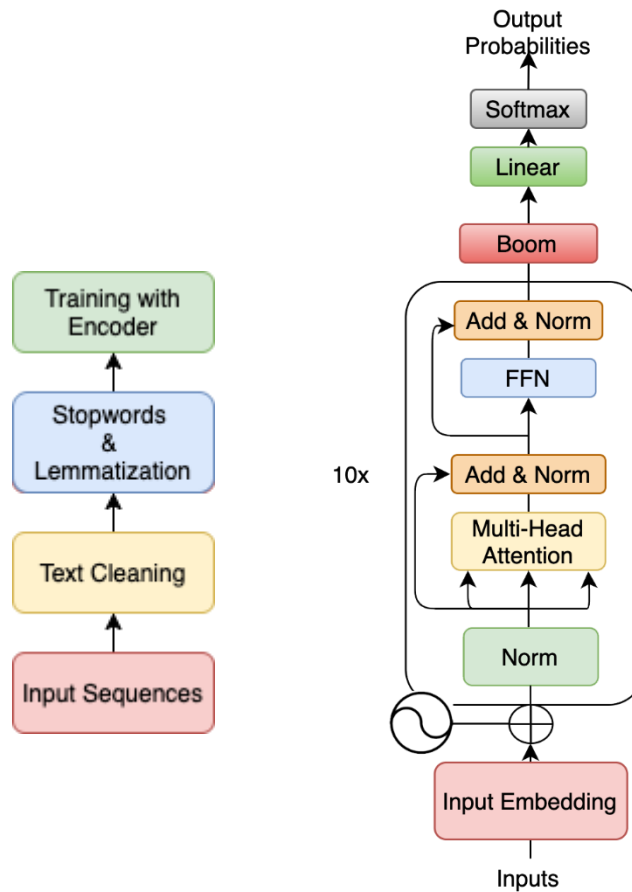 Training with
Encoder
Stopwords
&
Lemmatization
Text Cleaning
Input Sequences
Output
Probabilities
Softmax
Linear
Boom
Add & Norm
FFN
10x
Add & Norm
Multi-Head
Attention
Norm
Input Embedding
Inputs